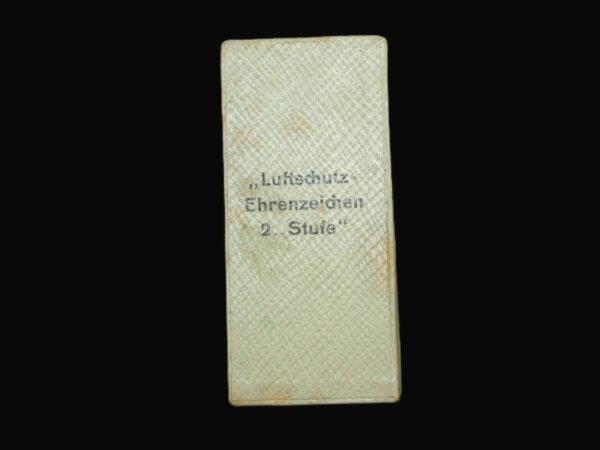 „Luftschutz-
Ehrenzeichen
2. Stufe"